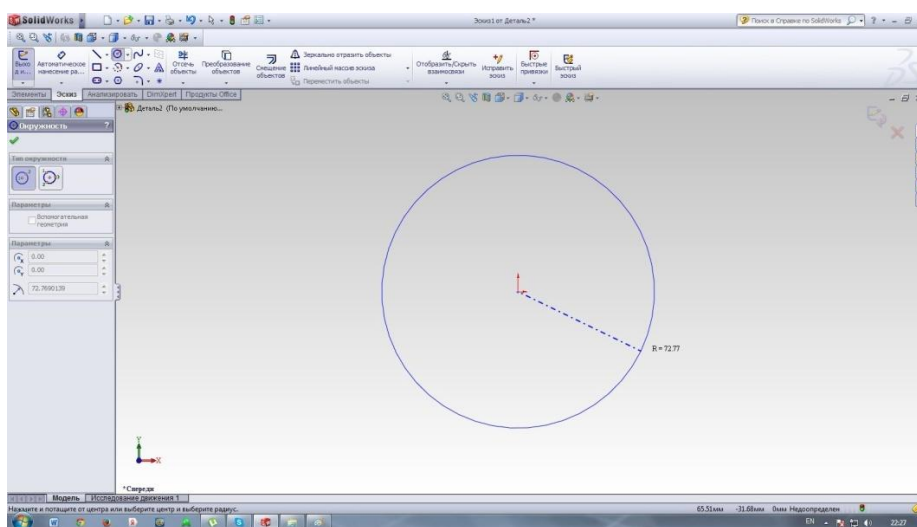 SolidWorks
Эскиз1 от Деталь2 *
Поиск в Справке по SolidWorks
Выхо д и...
Автоматическое нанесение ра...
Отсечь объекты
Преобразование объектов
Смещение объектов
Зеркально отразить объекты
Линейный массив эскиза
Переместить объекты
Отобразить/Скрыть взаимосвязи
Исправить эскиз
Быстрые привязки
Быстрый эскиз
Элементы Эскиз Анализировать DimXpert Продукты Office
Деталь2 (По умолчанию...
Окружность ?
Тип окружности
Параметры
Вспомогательная геометрия
Параметры
0.00
0.00
72.7690139
R = 72.77
Y
X
*Спереди
Модель Исследование движения 1
Нажмите и потащите от центра или выберите центр и выберите радиус.
65.51мм -31.68мм 0мм Недоопределен
EN 22:27